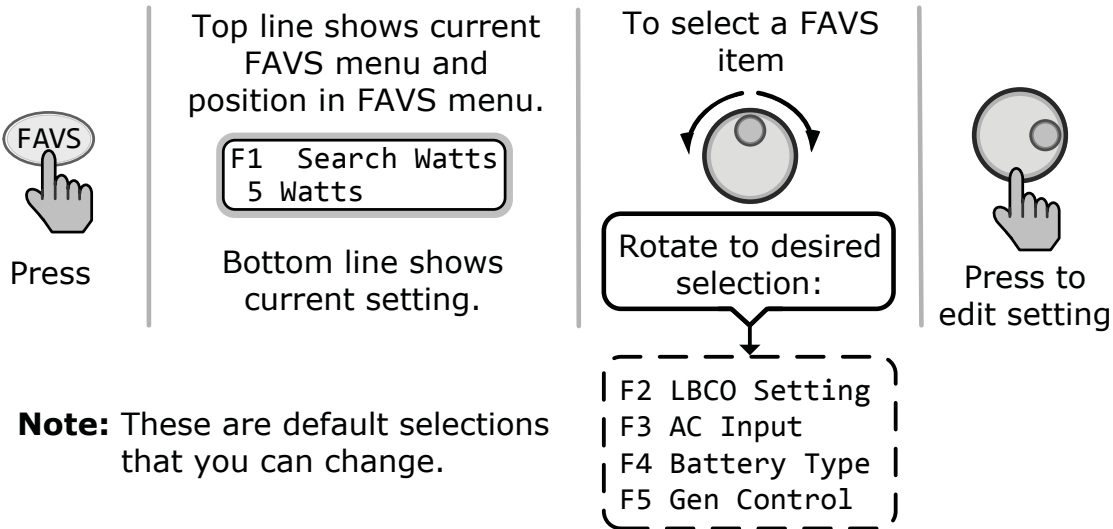 FAVS
Press
Top line shows current
FAVS menu and
position in FAVS menu.
F1  Search Watts
5 Watts
Bottom line shows
current setting.
To select a FAVS
item
Rotate to desired
selection:
F2 LBCO Setting
F3 AC Input
F4 Battery Type
F5 Gen Control
Press to
edit setting
Note: These are default selections
that you can change.